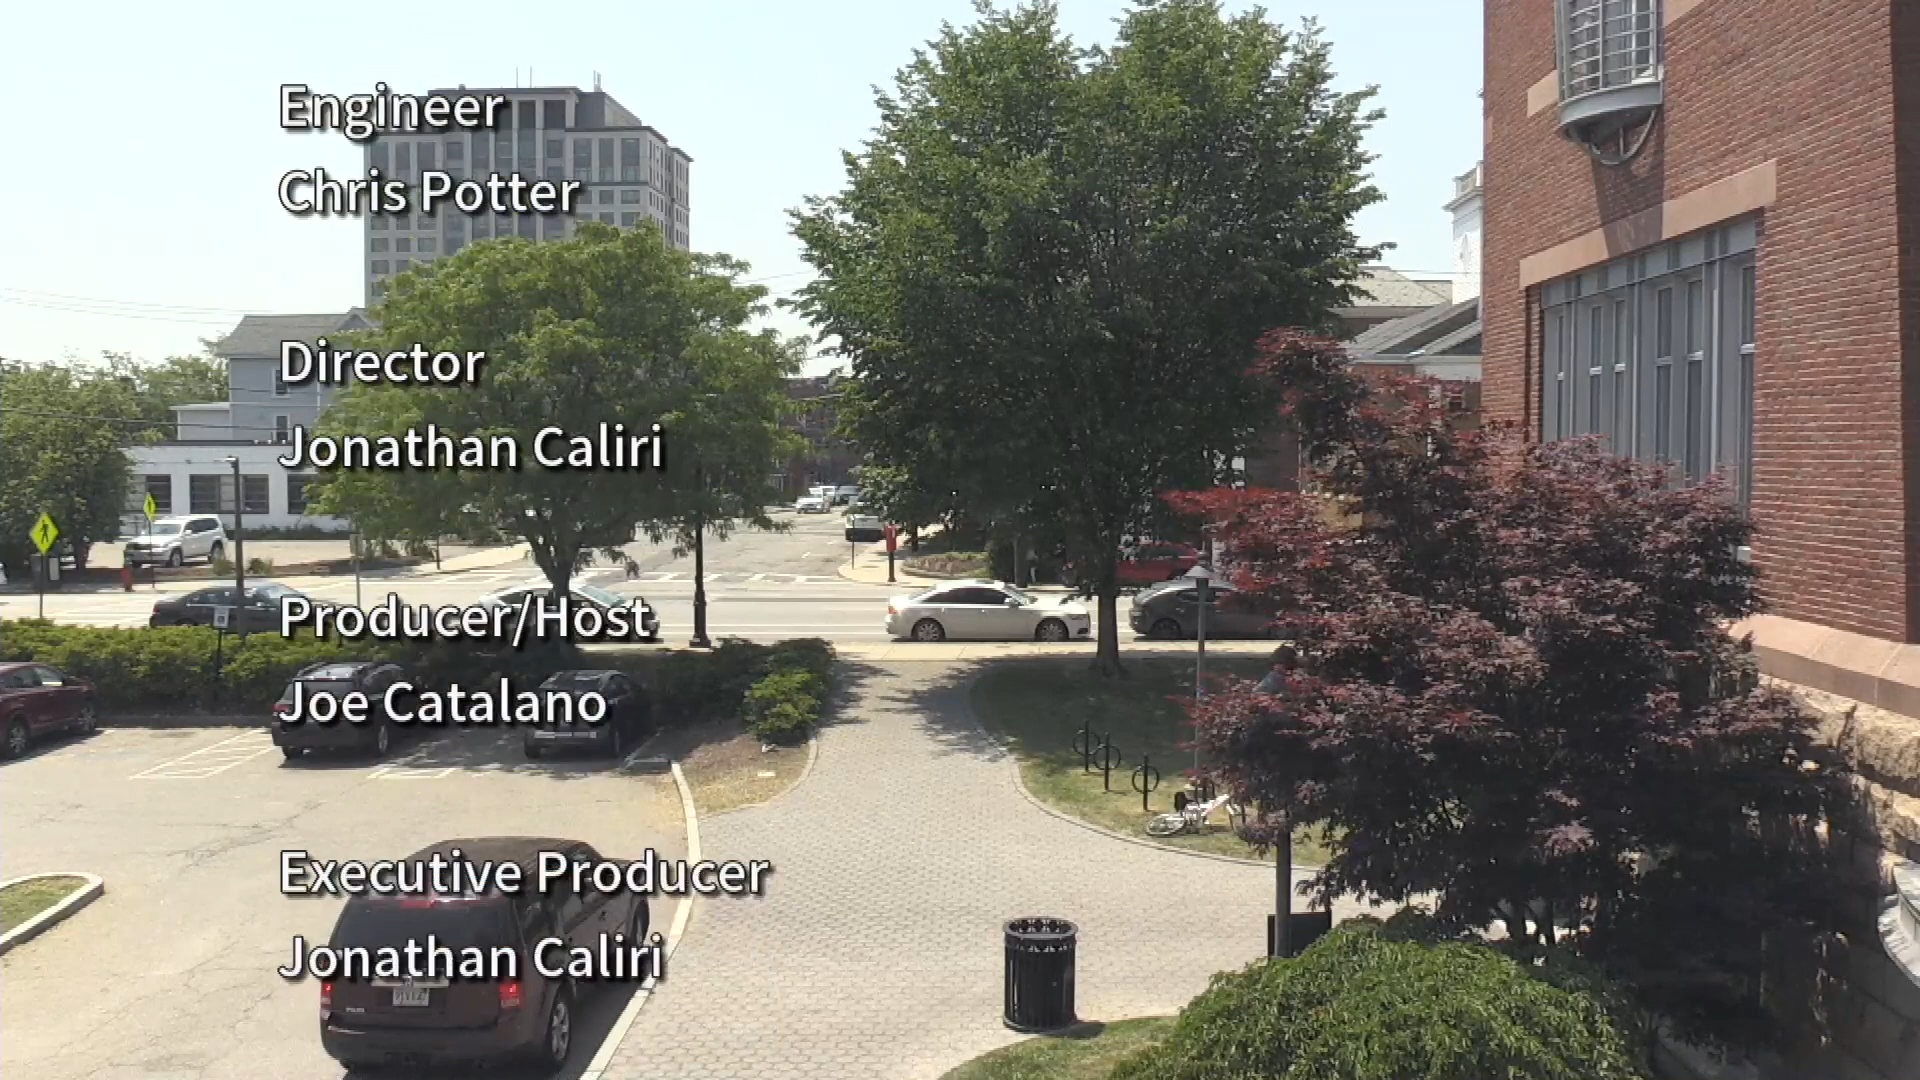 Engineer
Chris Potter
Director
Jonathan Caliri
Producer/Host
Joe Catalano
Executive Producer
Jonathan Caliri